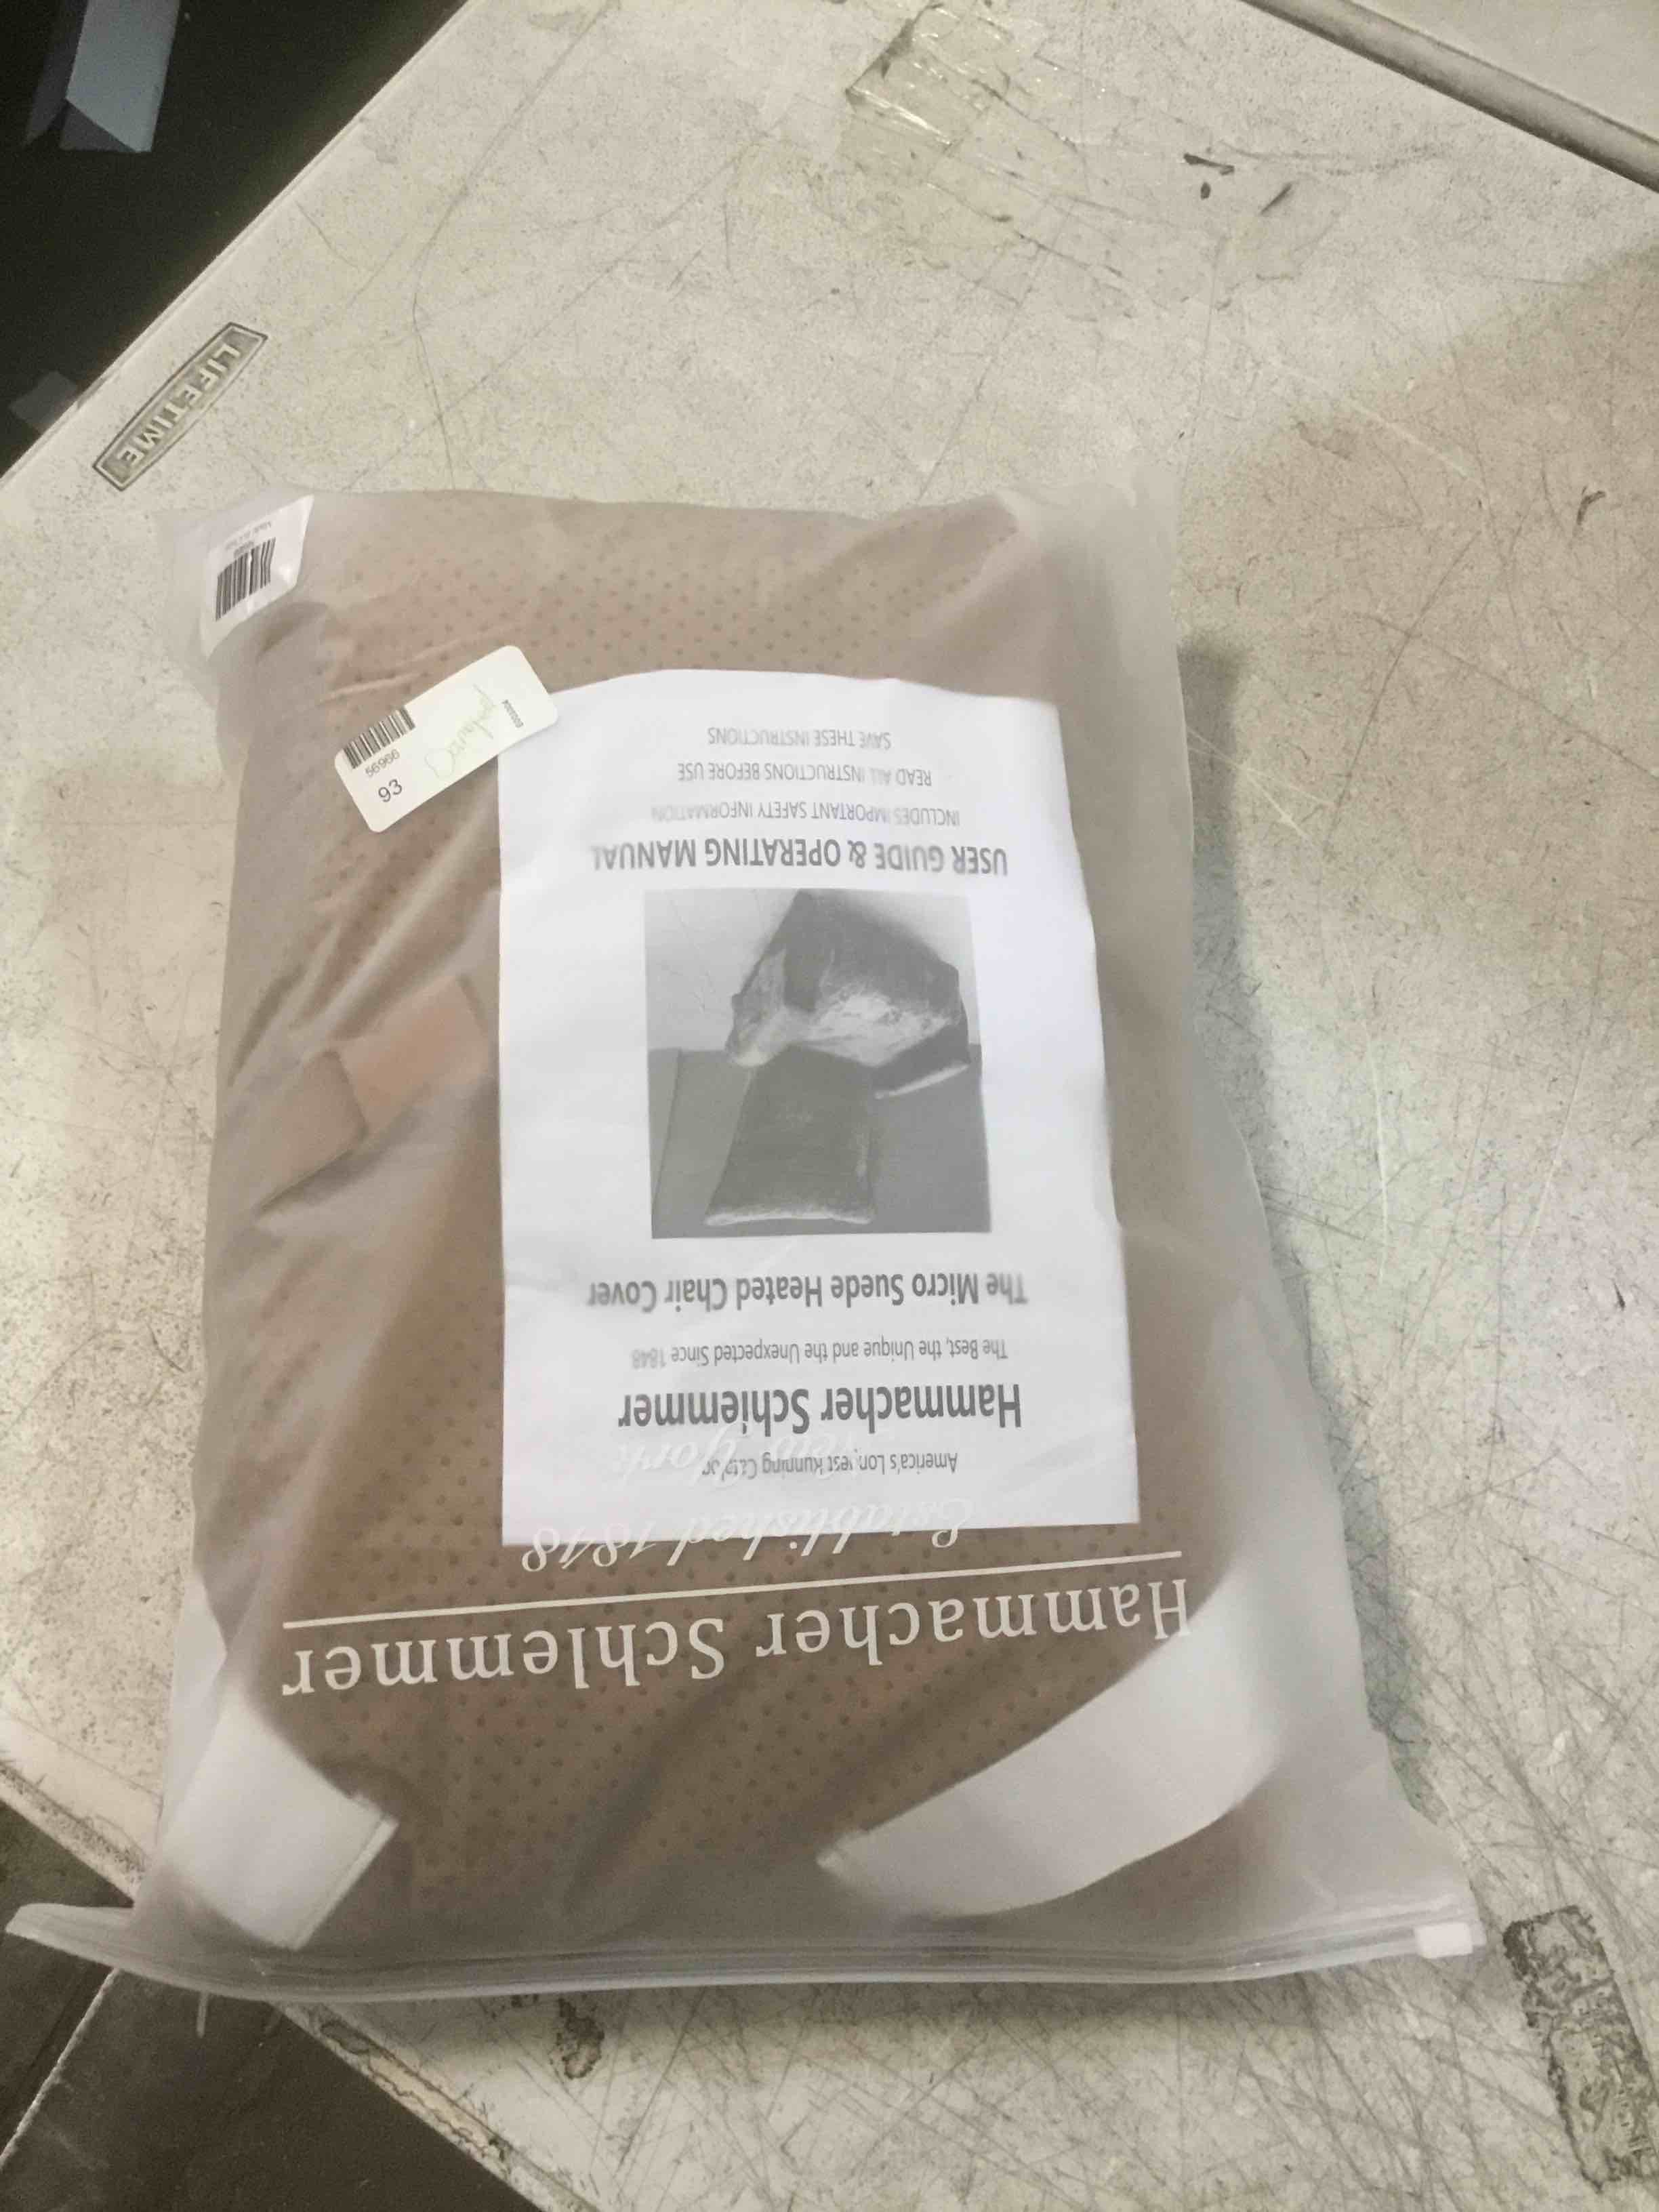 Hammacher Schlemmer
Established 1848
New York
America's Longest Running Catalog
Hammacher Schlemmer
The Best, the Unique and the Unexpected Since 1848
The Micro Suede Heated Chair Cover
USER GUIDE & OPERATING MANUAL
INCLUDES IMPORTANT SAFETY INFORMATION
READ ALL INSTRUCTIONS BEFORE USE
SAVE THESE INSTRUCTIONS
93
56966
LIFETIME